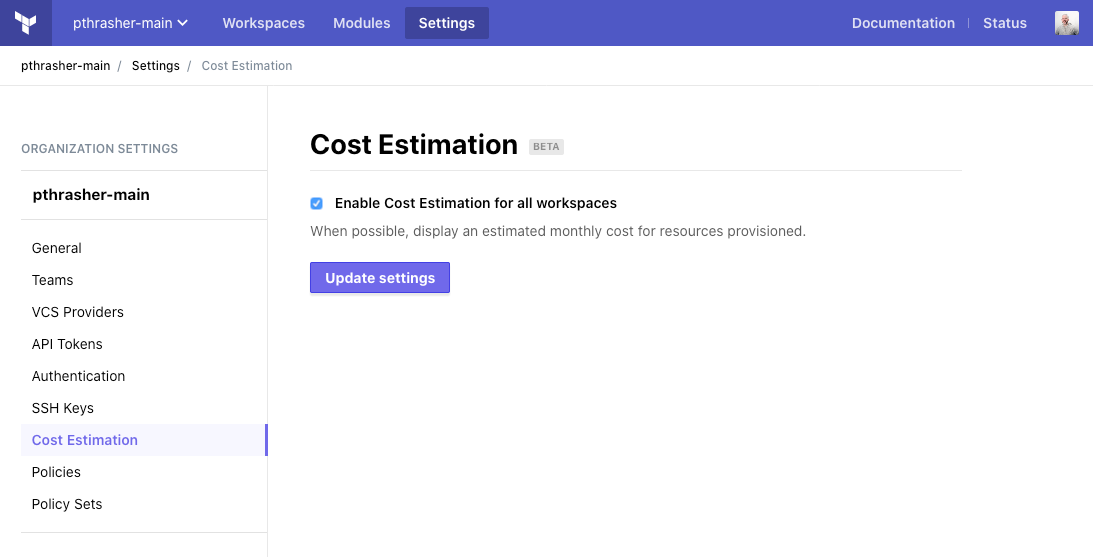 pthrasher-main Workspaces Modules Settings Documentation | Status
pthrasher-main / Settings / Cost Estimation
ORGANIZATION SETTINGS
pthrasher-main
General
Teams
VCS Providers
API Tokens
Authentication
SSH Keys
Cost Estimation
Policies
Policy Sets
Cost Estimation BETA
Enable Cost Estimation for all workspaces
When possible, display an estimated monthly cost for resources provisioned.
Update settings